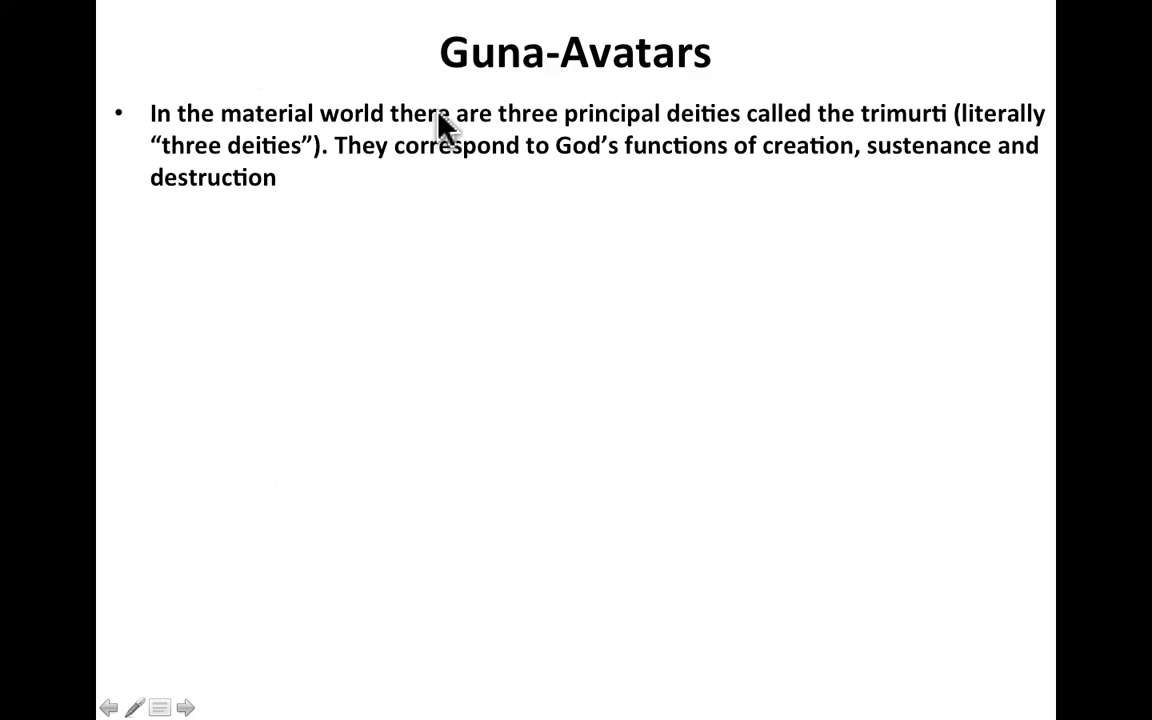 Guna-Avatars
• In the material world there are three principal deities called the trimurti (literally
“three deities”). They correspond to God’s functions of creation, sustenance and
destruction